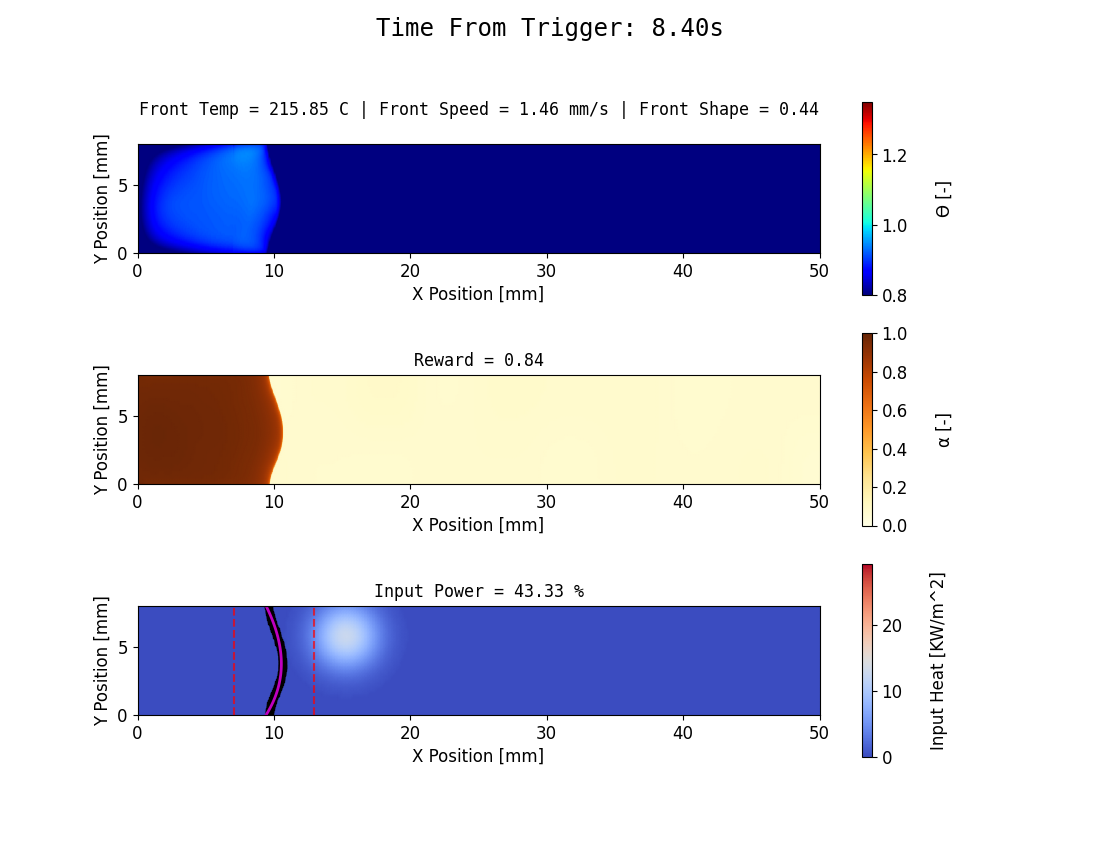 Time From Trigger: 8.40s
Front Temp = 215.85 C | Front Speed = 1.46 mm/s | Front Shape = 0.44
Y Position [mm]
5
0
0 10 20 30 40 50
X Position [mm]
1.2
1.0
0.8
Θ [-]
Reward = 0.84
Y Position [mm]
5
0
0 10 20 30 40 50
X Position [mm]
1.0
0.8
0.6
0.4
0.2
0.0
α [-]
Input Power = 43.33 %
Y Position [mm]
5
0
0 10 20 30 40 50
X Position [mm]
20
10
0
Input Heat [KW/m^2]